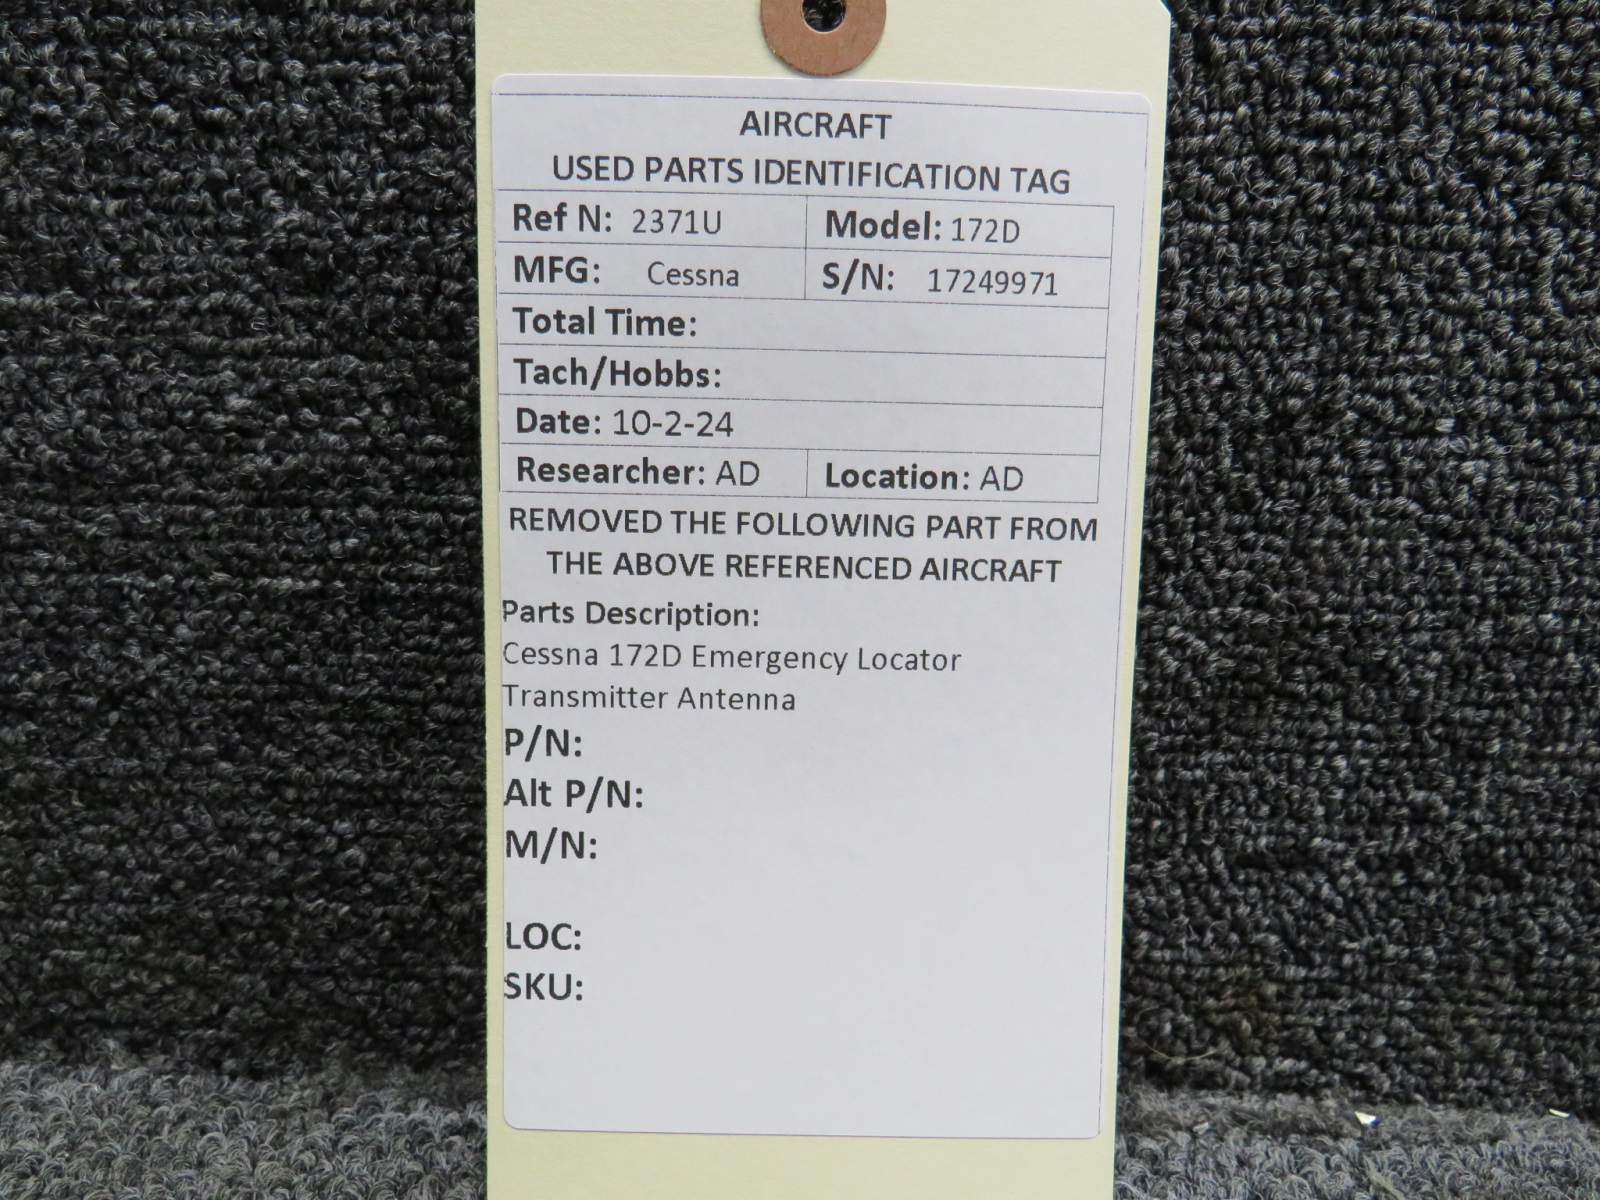 AIRCRAFT
USED PARTS IDENTIFICATION TAG
Ref N: 2371U Model: 172D
MFG: Cessna S/N: 17249971
Total Time:
Tach/Hobbs:
Date: 10-2-24
Researcher: AD Location: AD
REMOVED THE FOLLOWING PART FROM
THE ABOVE REFERENCED AIRCRAFT
Parts Description:
Cessna 172D Emergency Locator
Transmitter Antenna
P/N:
Alt P/N:
M/N:
LOC:
SKU: